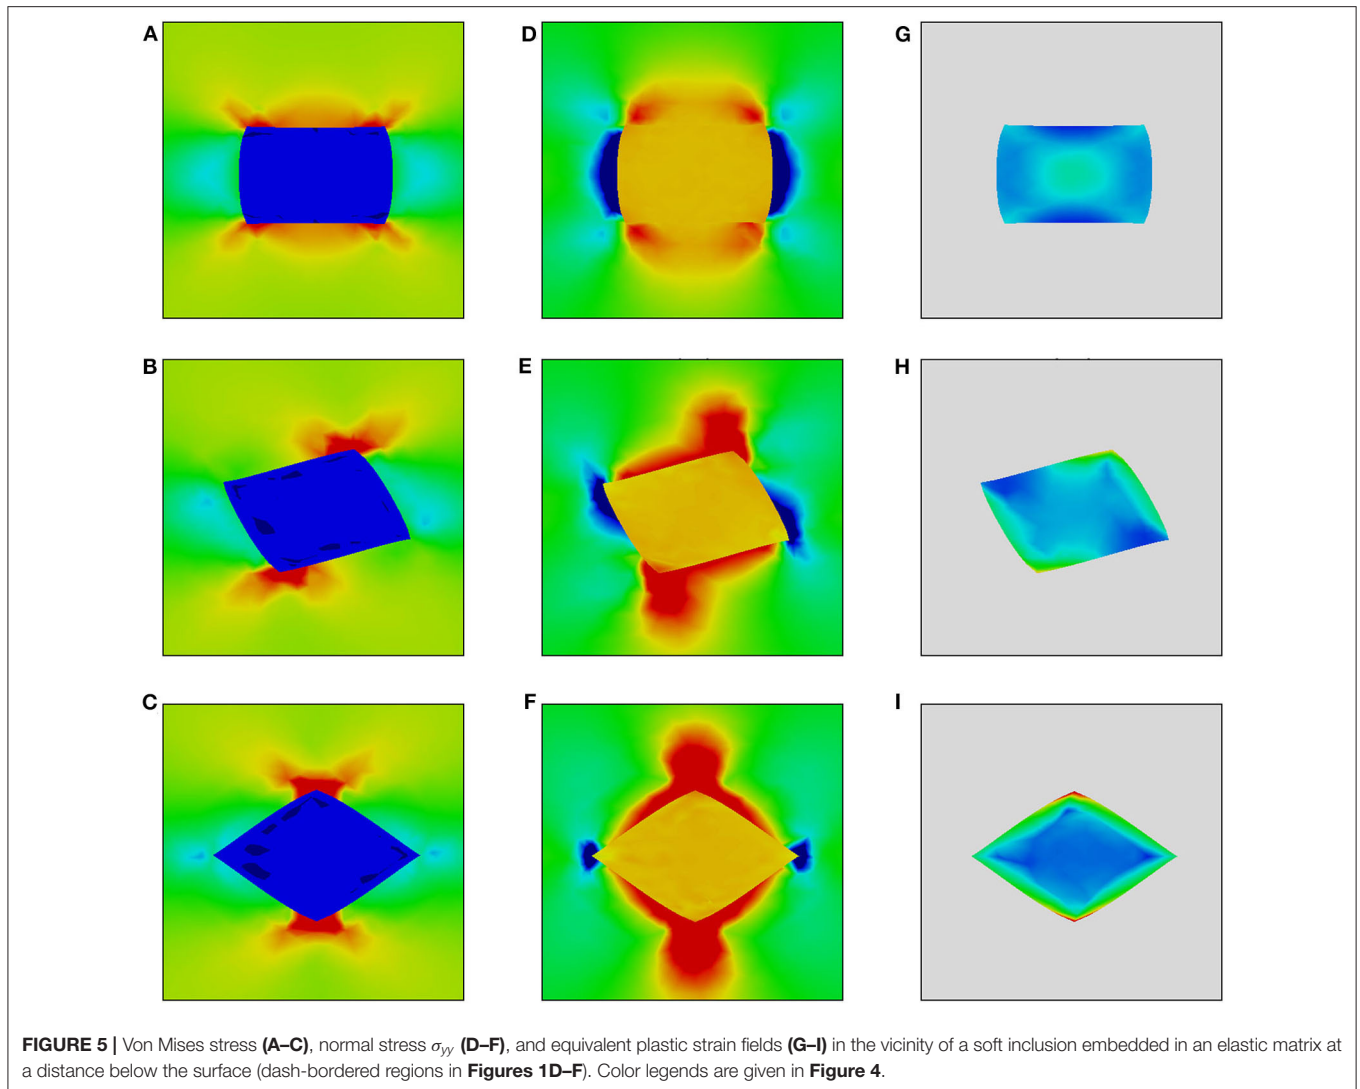 A D G
B E H
C F I
FIGURE 5 | Von Mises stress (A–C), normal stress σyy (D–F), and equivalent plastic strain fields (G–I) in the vicinity of a soft inclusion embedded in an elastic matrix at
a distance below the surface (dash-bordered regions in Figures 1D–F). Color legends are given in Figure 4.